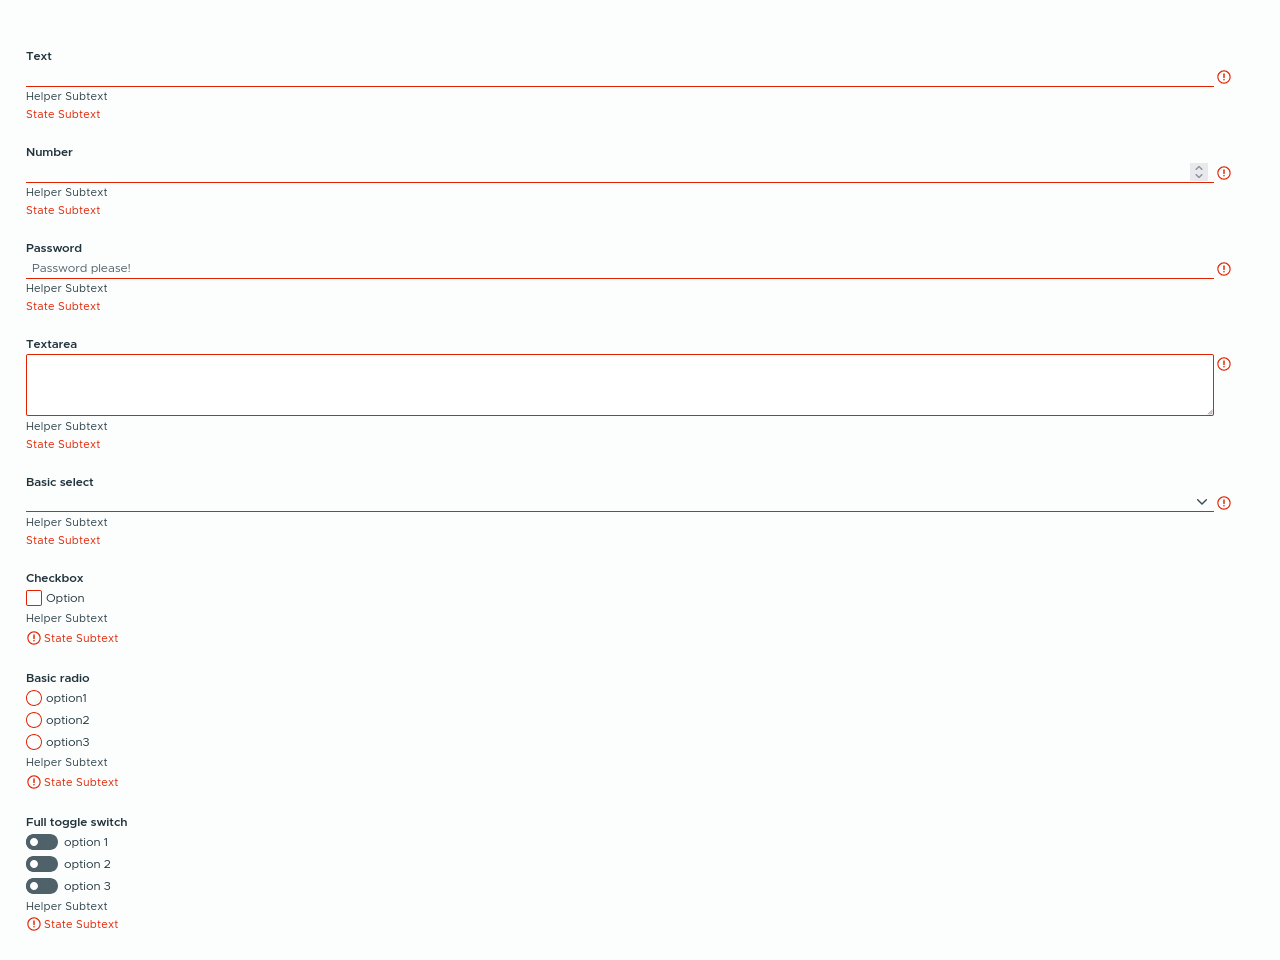 Text
Helper Subtext
State Subtext
Number
Helper Subtext
State Subtext
Password
Password please!
Helper Subtext
State Subtext
Textarea
Helper Subtext
State Subtext
Basic select
Helper Subtext
State Subtext
Checkbox
Option
Helper Subtext
State Subtext
Basic radio
option1
option2
option3
Helper Subtext
State Subtext
Full toggle switch
option 1
option 2
option 3
Helper Subtext
State Subtext